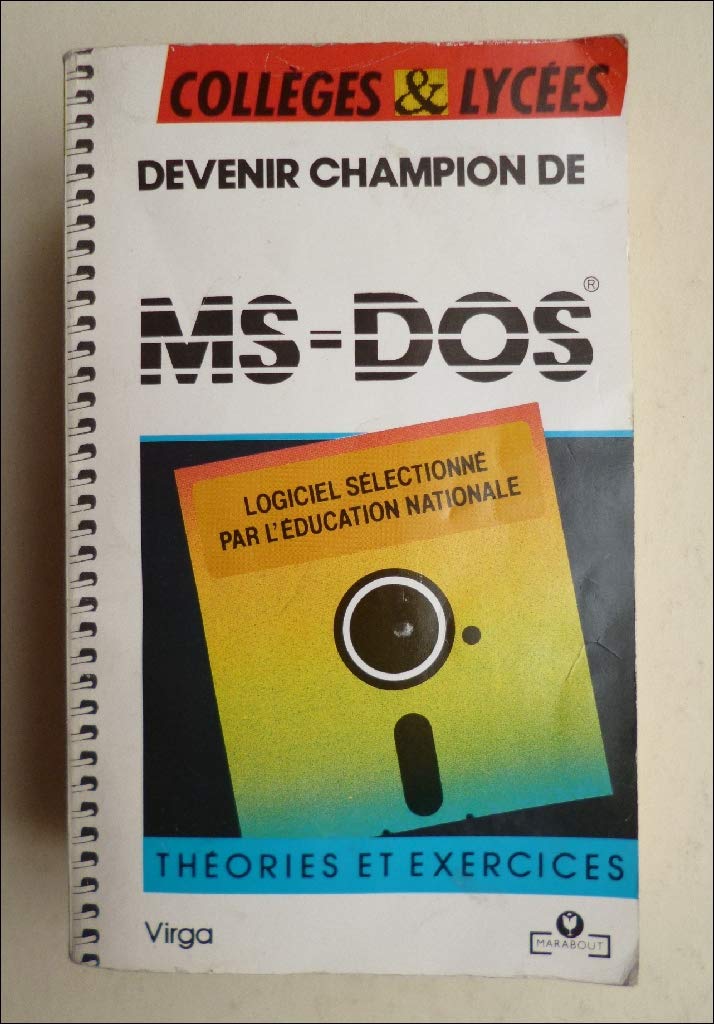 COLLÈGES & LYCÉES
DEVENIR CHAMPION DE
MS-DOS®
LOGICIEL SÉLECTIONNÉ
PAR L'ÉDUCATION NATIONALE
THÉORIES ET EXERCICES
Virga
MARABOUT